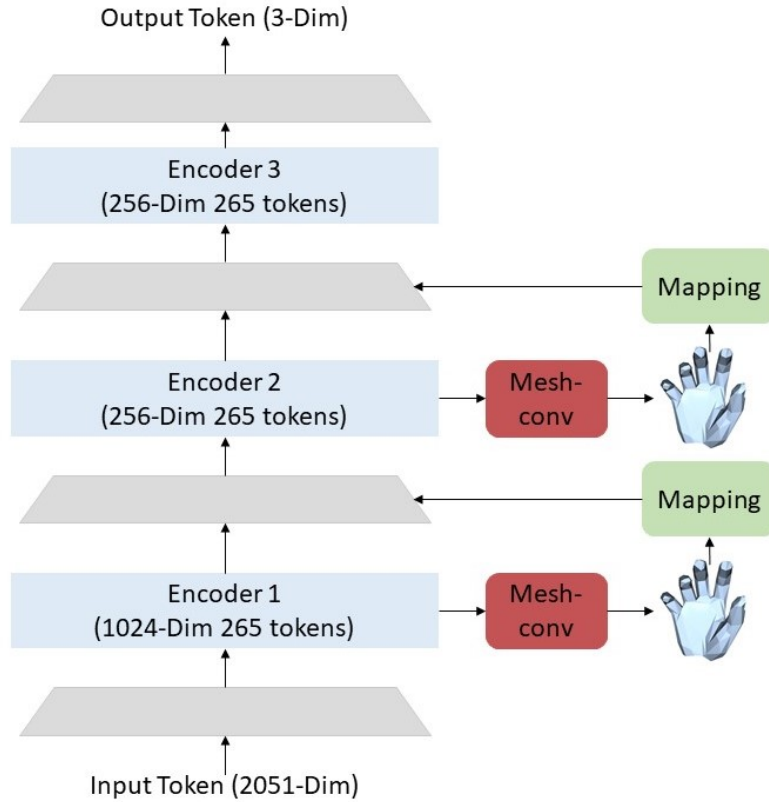 Output Token (3-Dim)
Encoder 3
(256-Dim 265 tokens)
Mapping
Encoder 2
(256-Dim 265 tokens)
Mesh-
conv
Mapping
Encoder 1
(1024-Dim 265 tokens)
Mesh-
conv
Input Token (2051-Dim)